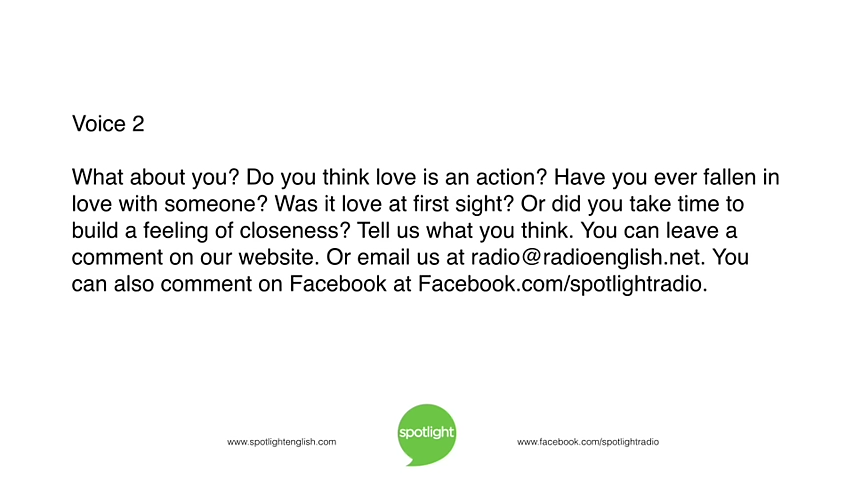 Voice 2
What about you? Do you think love is an action? Have you ever fallen in
love with someone? Was it love at first sight? Or did you take time to
build a feeling of closeness? Tell us what you think. You can leave a
comment on our website. Or email us at radio@radioenglish.net. You
can also comment on Facebook at Facebook.com/spotlightradio.
spotlight
www.spotlightenglish.com
www.facebook.com/spotlightradio